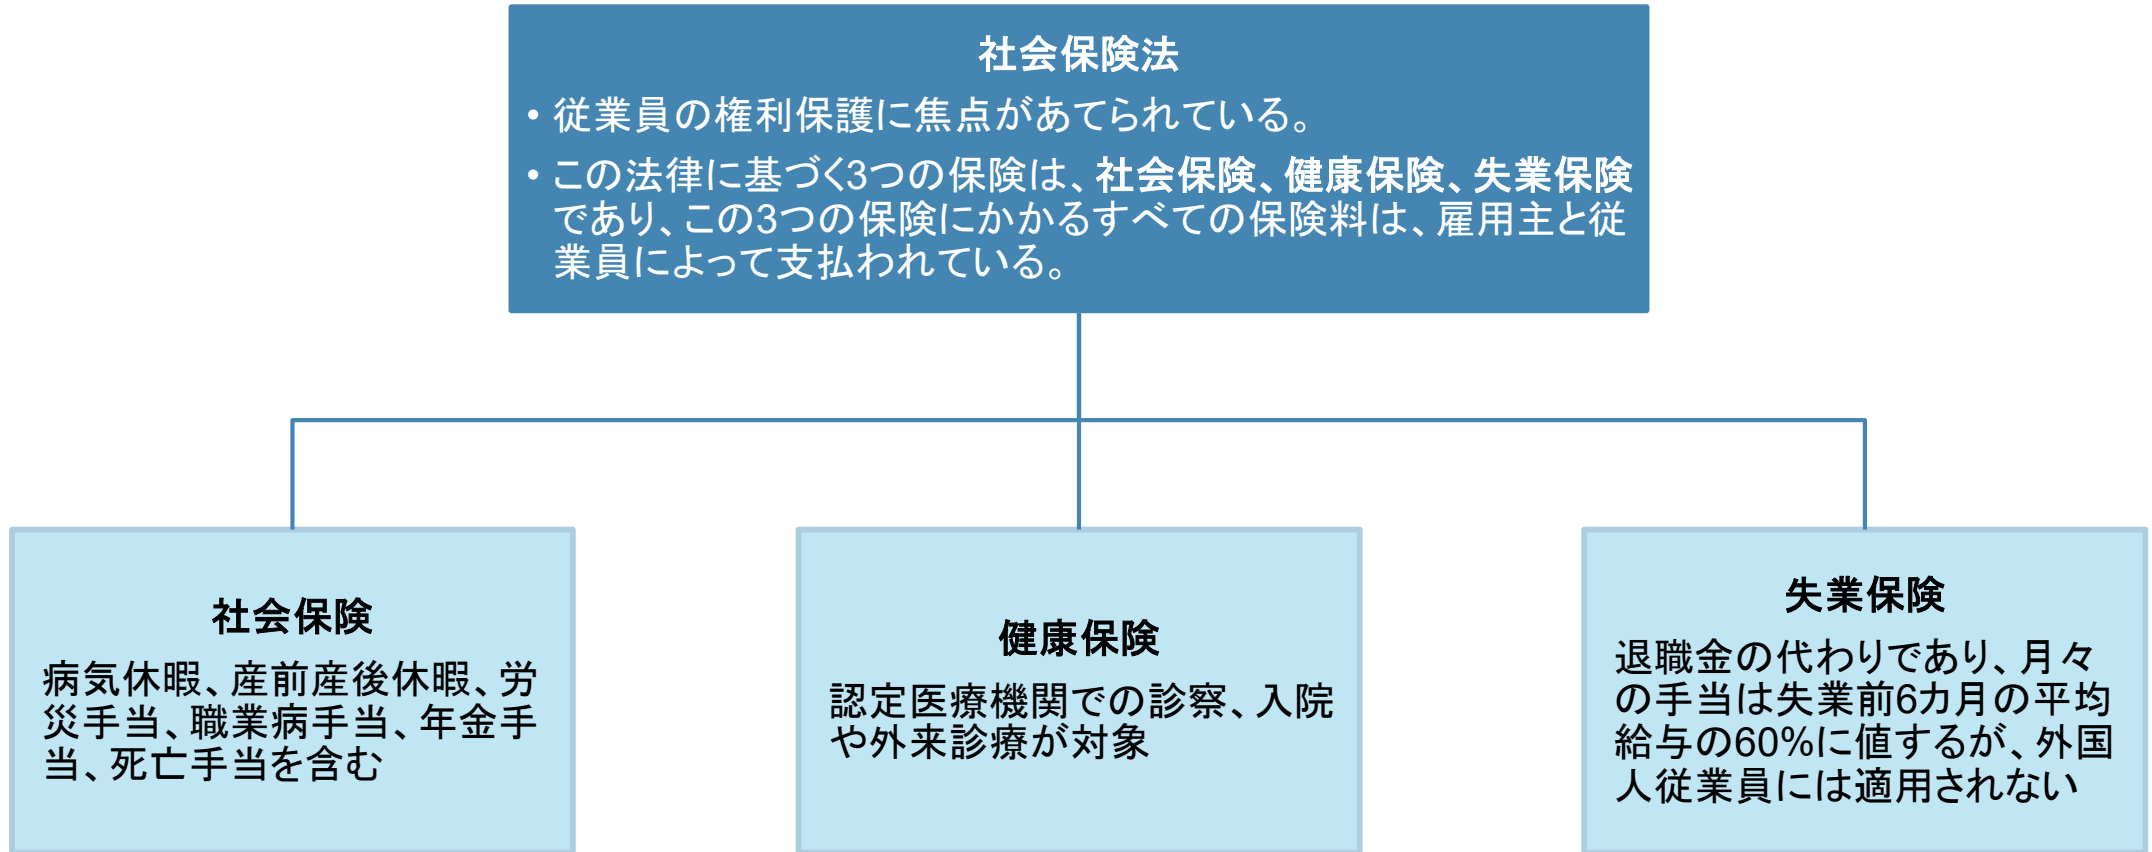 社会保険法
• 従業員の権利保護に焦点があてられている。
• この法律に基づく3つの保険は、社会保険、健康保険、失業保険
であり、この3つの保険にかかるすべての保険料は、雇用主と従
業員によって支払われている。
社会保険
病気休暇、産前産後休暇、労
災手当、職業病手当、年金手
当、死亡手当を含む
健康保険
認定医療機関での診察、入院
や外来診療が対象
失業保険
退職金の代わりであり、月々
の手当は失業前6カ月の平均
給与の60%に値するが、外国
人従業員には適用されない